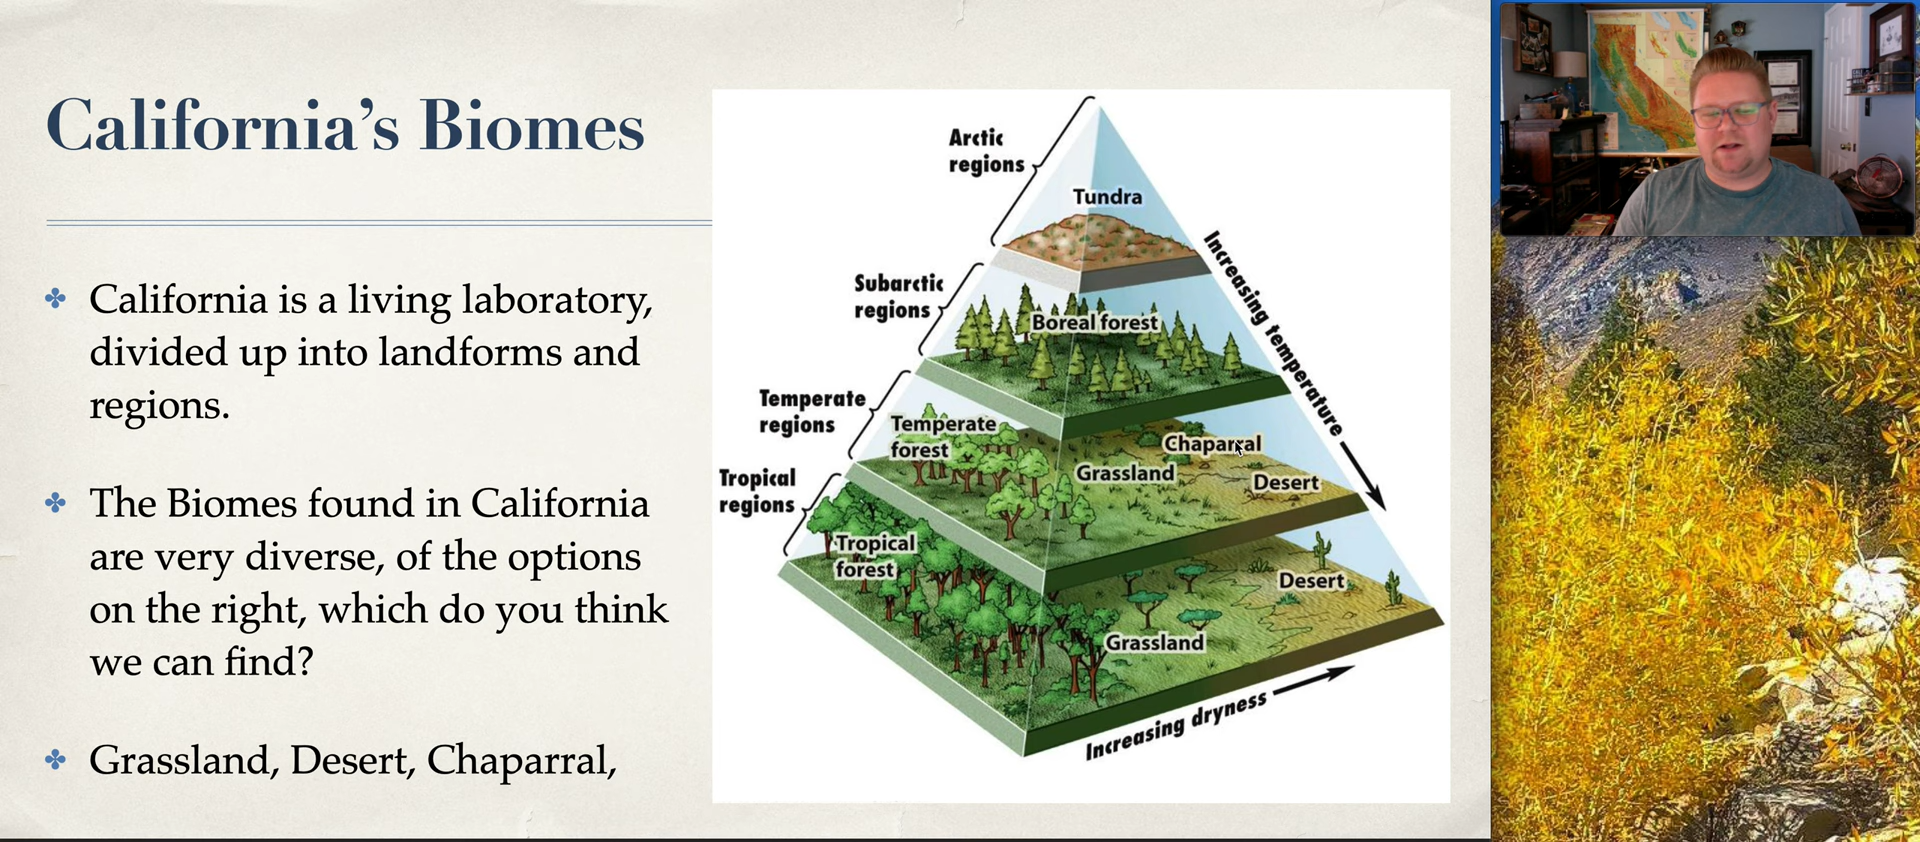 California's Biomes
California is a living laboratory,
divided up into landforms and
regions.
The Biomes found in California
are very diverse, of the options
on the right, which do you think
we can find?
Grassland, Desert, Chaparral,
Arctic
regions
Tundra
Subarctic
regions
Boreal forest
Increasing temperature
Temperate
regions
Temperate
forest
Chaparral
Grassland
Desert
Tropical
regions
Tropical
forest
Desert
Grassland
Increasing dryness